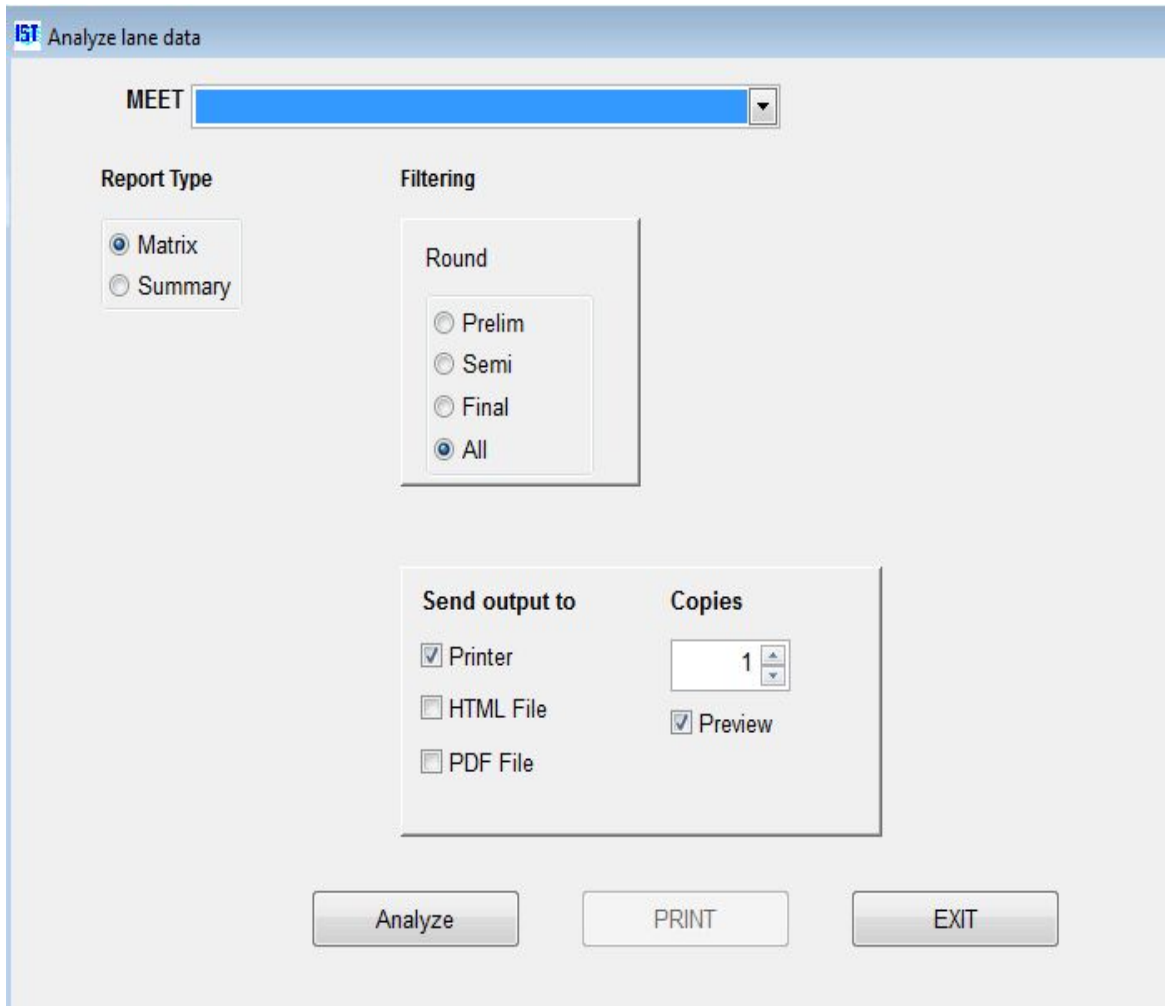 IST Analyze lane data
MEET
Report Type Filtering
Matrix
Summary
Round
Prelim
Semi
Final
All
Send output to Copies
Printer 1
HTML File
Preview
PDF File
Analyze PRINT EXIT